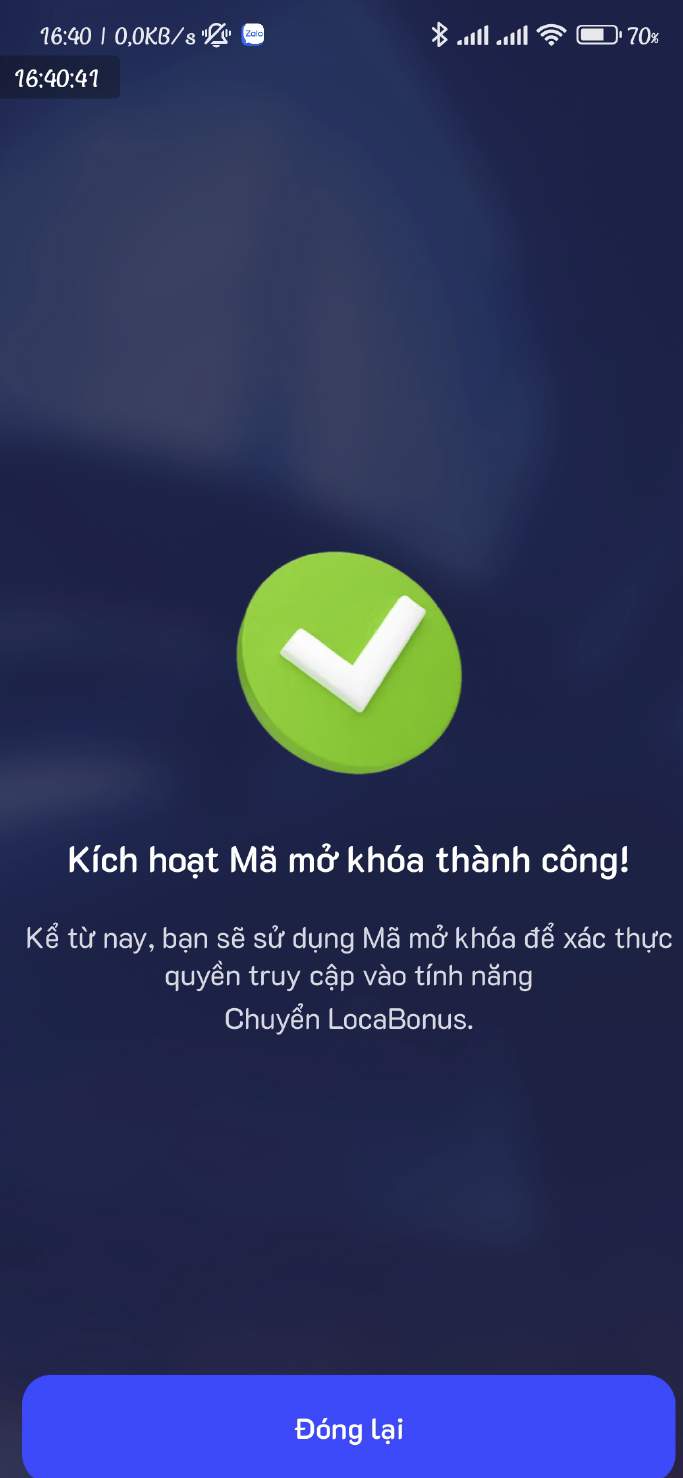 16:40 | 0,0KB/s Zalo 70%
16:40:41
Kích hoạt Mã mở khóa thành công!
Kể từ nay, bạn sẽ sử dụng Mã mở khóa để xác thực
quyền truy cập vào tính năng
Chuyển LocaBonus.
Đóng lại